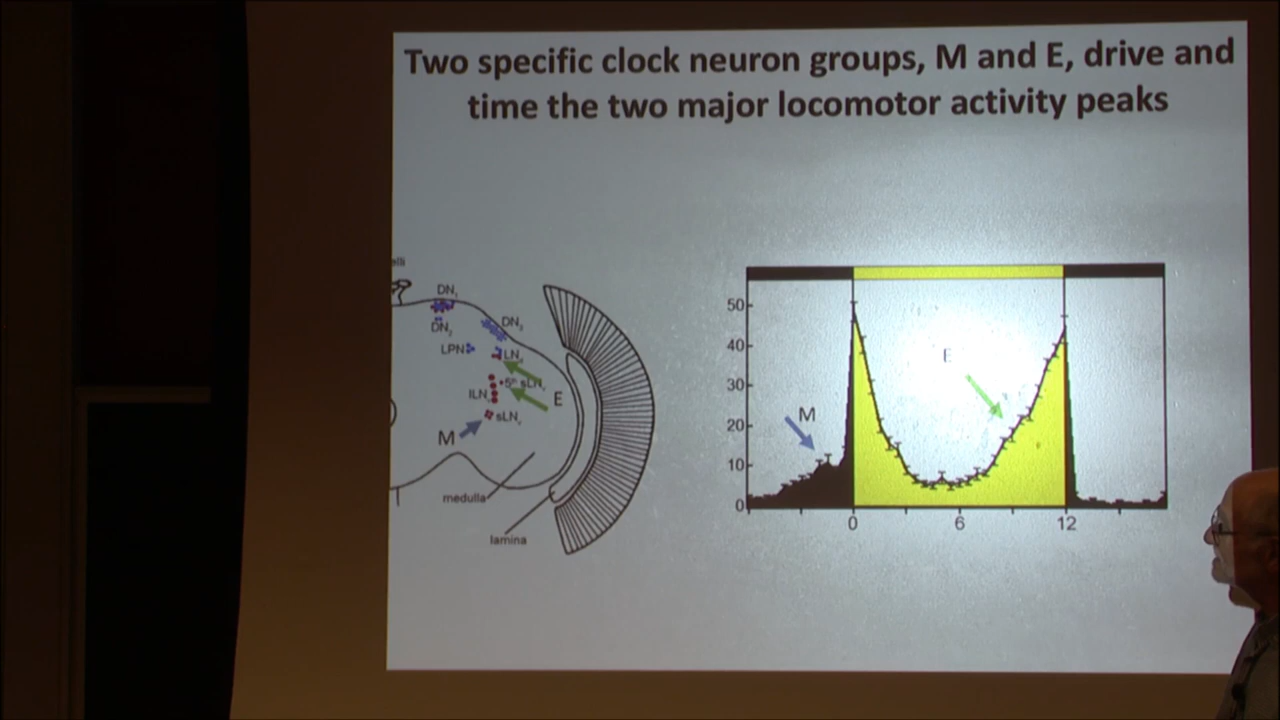 Two specific clock neuron groups, M and E, drive and
time the two major locomotor activity peaks
DN₁
DN₂
DN₃
LPN
LNd
5th sLNv
lLNv
E
sLNv
M
medulla
lamina
50
40
30
20
10
0
E
M
0 6 12